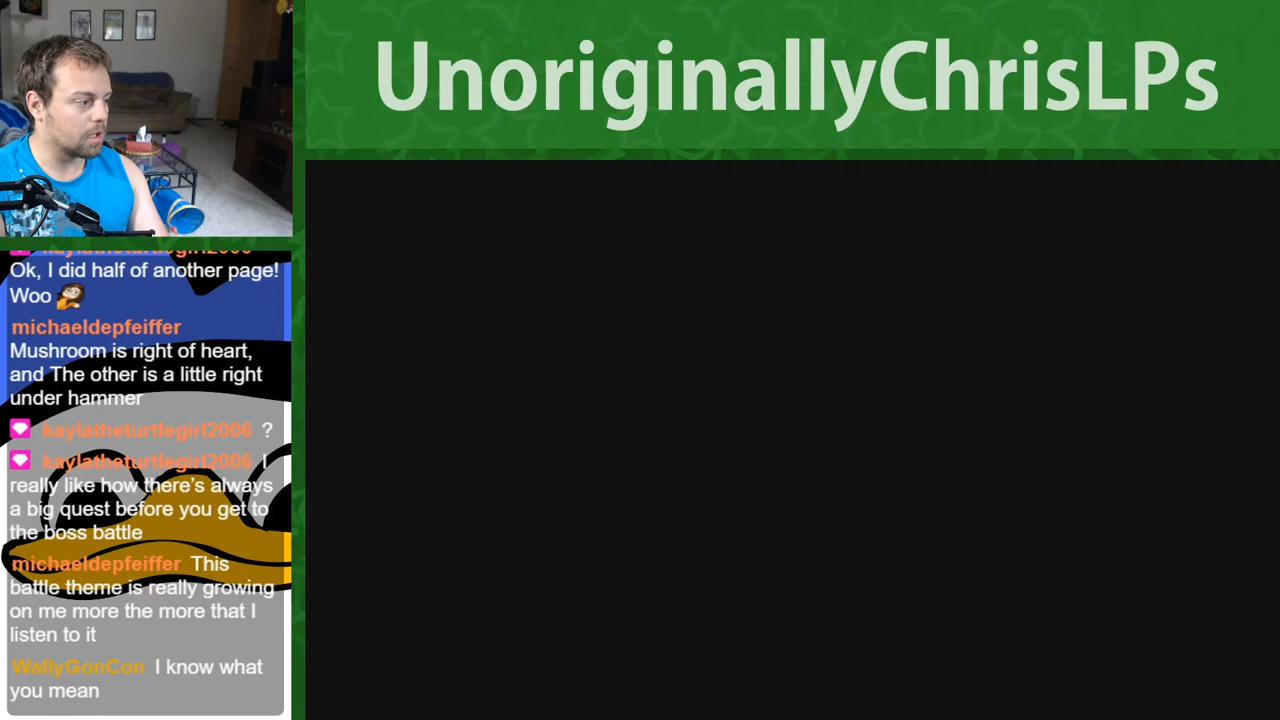 UnoriginallyChrisLPs
kaylatheturtlegirl2006
Ok, I did half of another page!
Woo
michaeldepfeiffer
Mushroom is right of heart,
and The other is a little right
under hammer
kaylatheturtlegirl2006 ?
kaylatheturtlegirl2006 I
really like how there's always
a big quest before you get to
the boss battle
michaeldepfeiffer This
battle theme is really growing
on me more the more that I
listen to it
WallyGonCon I know what
you mean